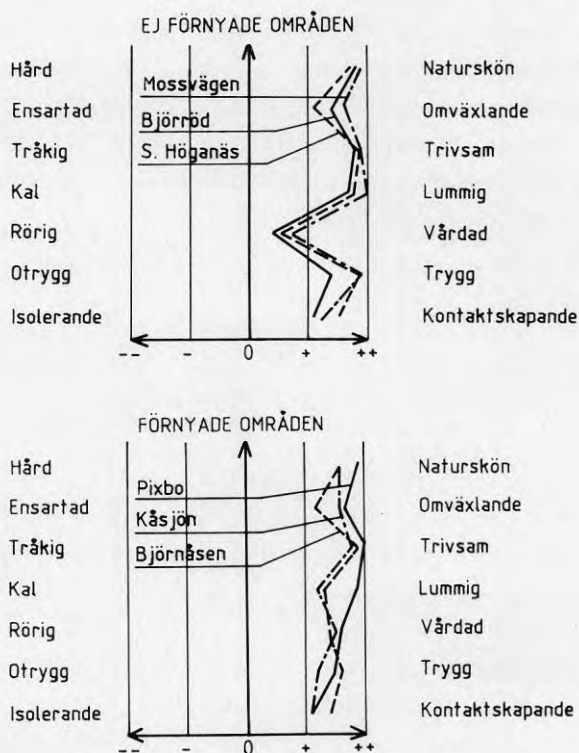 EJ FÖRNYADE OMRÅDEN
Hård Naturskön
Mossvägen
Ensartad Omväxlande
Björröd
Tråkig Trivsam
S. Höganäs
Kal Lummig
Rörig Vårdad
Otrygg Trygg
Isolerande Kontaktskapande
-- - 0 + ++
FÖRNYADE OMRÅDEN
Hård Naturskön
Pixbo
Ensartad Omväxlande
Kåsjön
Tråkig Trivsam
Björnåsen
Kal Lummig
Rörig Vårdad
Otrygg Trygg
Isolerande Kontaktskapande
-- - 0 + ++